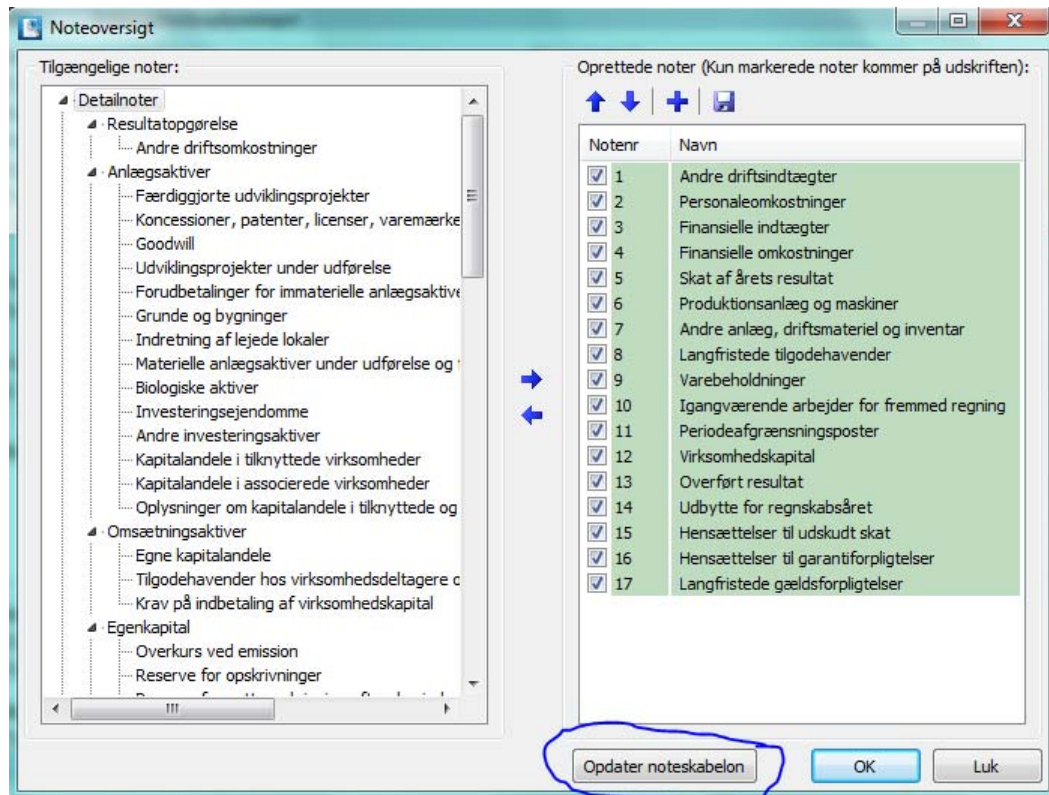 Noteoversigt
Tilgængelige noter:
Detailnoter
Resultatopgørelse
Andre driftsomkostninger
Anlægsaktiver
Færdiggjorte udviklingsprojekter
Koncessioner, patenter, licenser, varemærke
Goodwill
Udviklingsprojekter under udførelse
Forudbetalinger for immaterielle anlægsaktive
Grunde og bygninger
Indretning af lejede lokaler
Materielle anlægsaktiver under udførelse og
Biologiske aktiver
Investeringsejendomme
Andre investeringsaktiver
Kapitalandele i tilknyttede virksomheder
Kapitalandele i associerede virksomheder
Oplysninger om kapitalandele i tilknyttede og
Omsætningsaktiver
Egne kapitalandele
Tilgodehavender hos virksomhedsdeltagere
Krav på indbetaling af virksomhedskapital
Egenkapital
Overkurs ved emission
Reserve for opskrivninger
Oprettede noter (Kun markerede noter kommer på udskriften):
Notenr Navn
1 Andre driftsindtægter
2 Personaleomkostninger
3 Finansielle indtægter
4 Finansielle omkostninger
5 Skat af årets resultat
6 Produktionsanlæg og maskiner
7 Andre anlæg, driftsmateriel og inventar
8 Langfristede tilgodehavender
9 Varebeholdninger
10 Igangværende arbejder for fremmed regning
11 Periodeafgrænsningsposter
12 Virksomhedskapital
13 Overført resultat
14 Udbytte for regnskabsåret
15 Hensættelser til udskudt skat
16 Hensættelser til garantiforpligtelser
17 Langfristede gældsforpligtelser
Opdater noteskabelon
OK
Luk